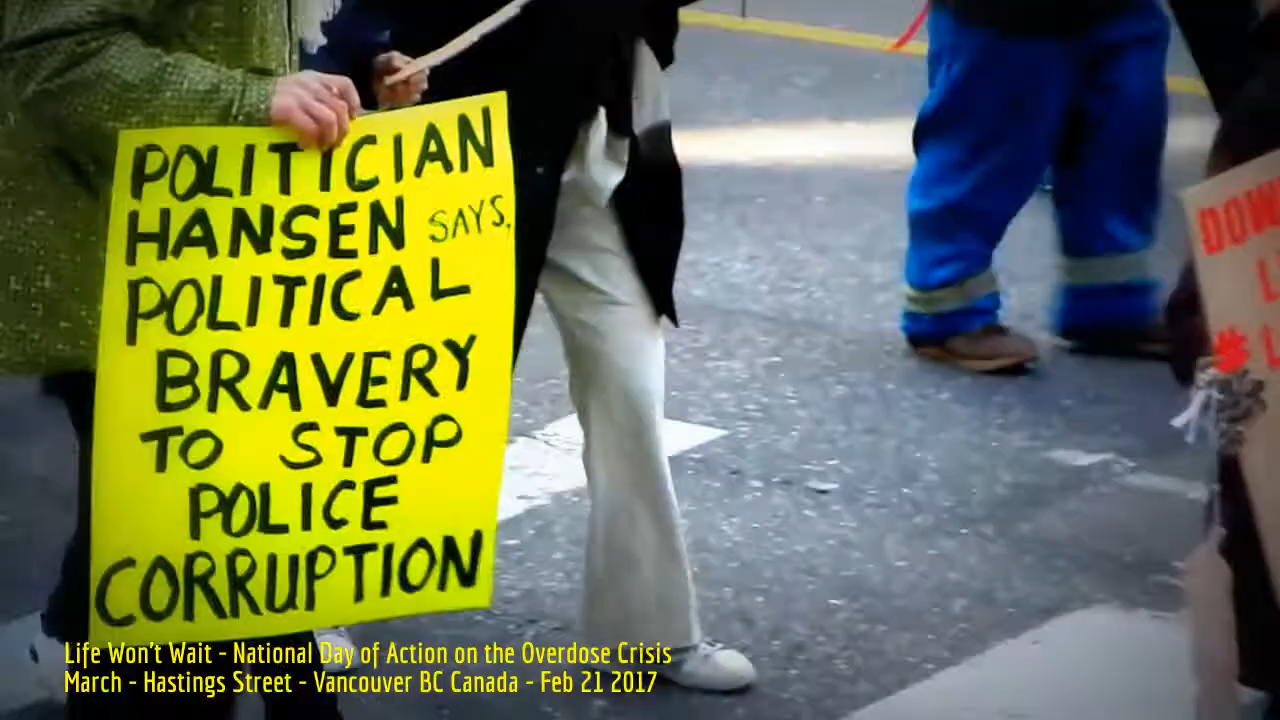 POLITICIAN
HANSEN SAYS,
POLITICAL
BRAVERY
TO STOP
POLICE
CORRUPTION
Life Won't Wait - National Day of Action on the Overdose Crisis
March - Hastings Street - Vancouver BC Canada - Feb 21 2017